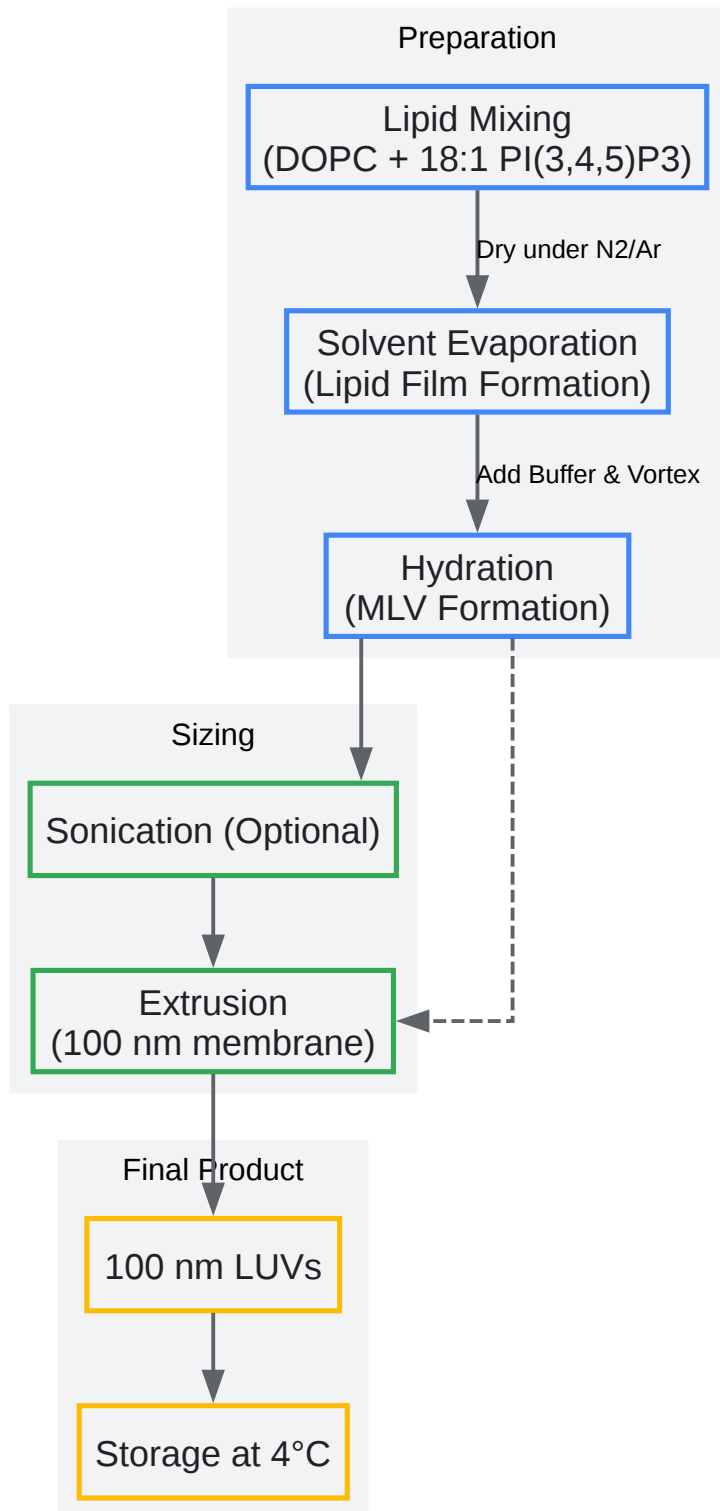 Preparation
Lipid Mixing
(DOPC + 18:1 PI(3,4,5)P3)
Dry under N2/Ar
Solvent Evaporation
(Lipid Film Formation)
Add Buffer & Vortex
Hydration
(MLV Formation)
Sizing
Sonication (Optional)
Extrusion
(100 nm membrane)
Final Product
100 nm LUVs
Storage at 4°C